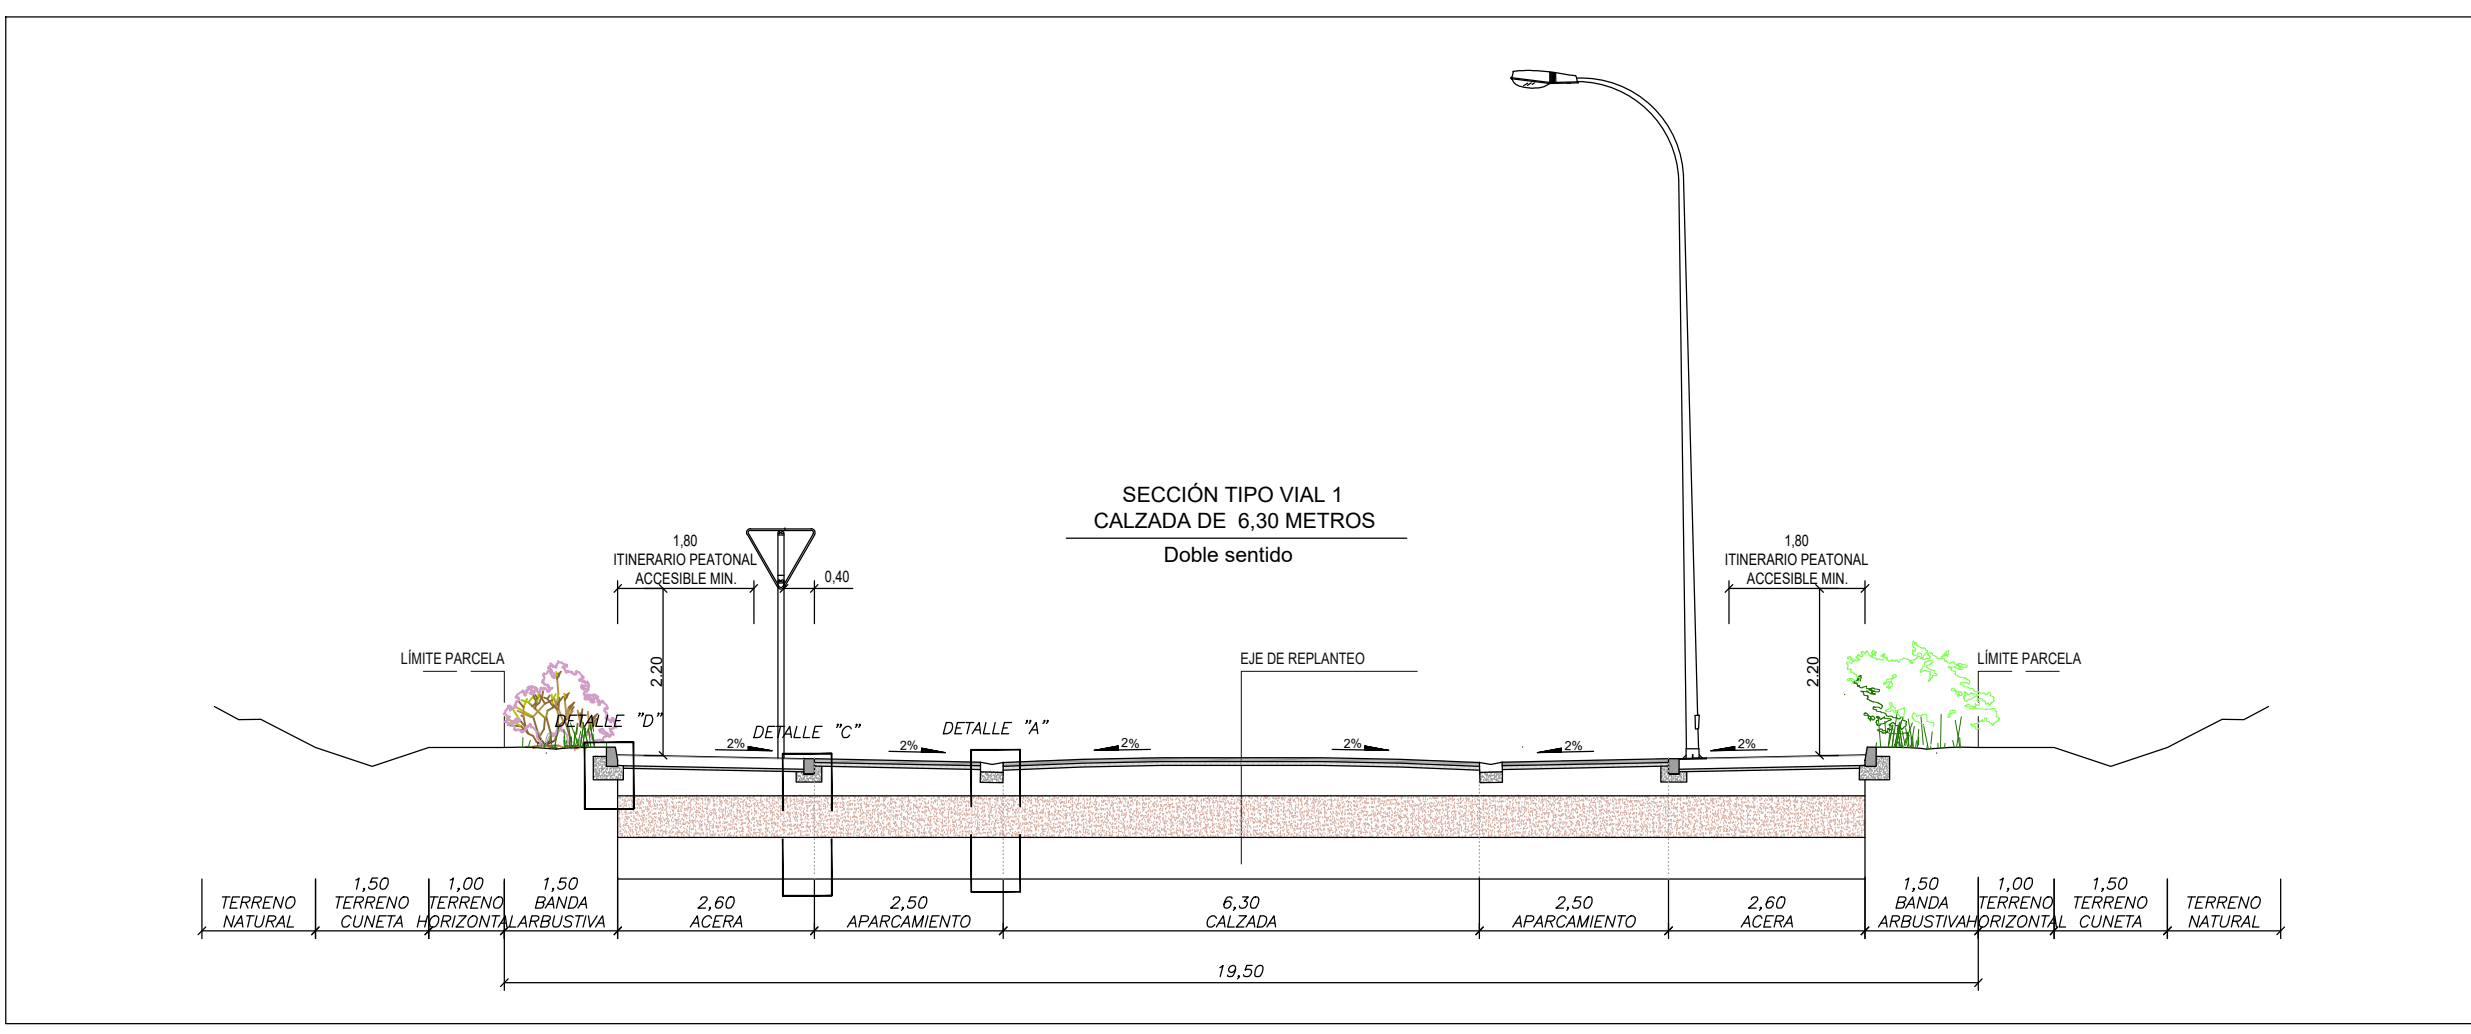 SECCIÓN TIPO VIAL 1
CALZADA DE 6,30 METROS
Doble sentido
1,80
ITINERARIO PEATONAL
ACCESIBLE MIN.
0,40
1,80
ITINERARIO PEATONAL
ACCESIBLE MIN.
LÍMITE PARCELA
2.20
EJE DE REPLANTEO
2.20
LÍMITE PARCELA
DETALLE "D"
DETALLE "C"
DETALLE "A"
2%
2%
2%
2%
2%
2%
TERRENO
NATURAL
1,50
TERRENO
CUNETA
1,00
TERRENO
HORIZONTAL
1,50
BANDA
ARBUSTIVA
2,60
ACERA
2,50
APARCAMIENTO
6,30
CALZADA
2,50
APARCAMIENTO
2,60
ACERA
1,50
BANDA
ARBUSTIVA
1,00
TERRENO
HORIZONTAL
1,50
TERRENO
CUNETA
TERRENO
NATURAL
19,50